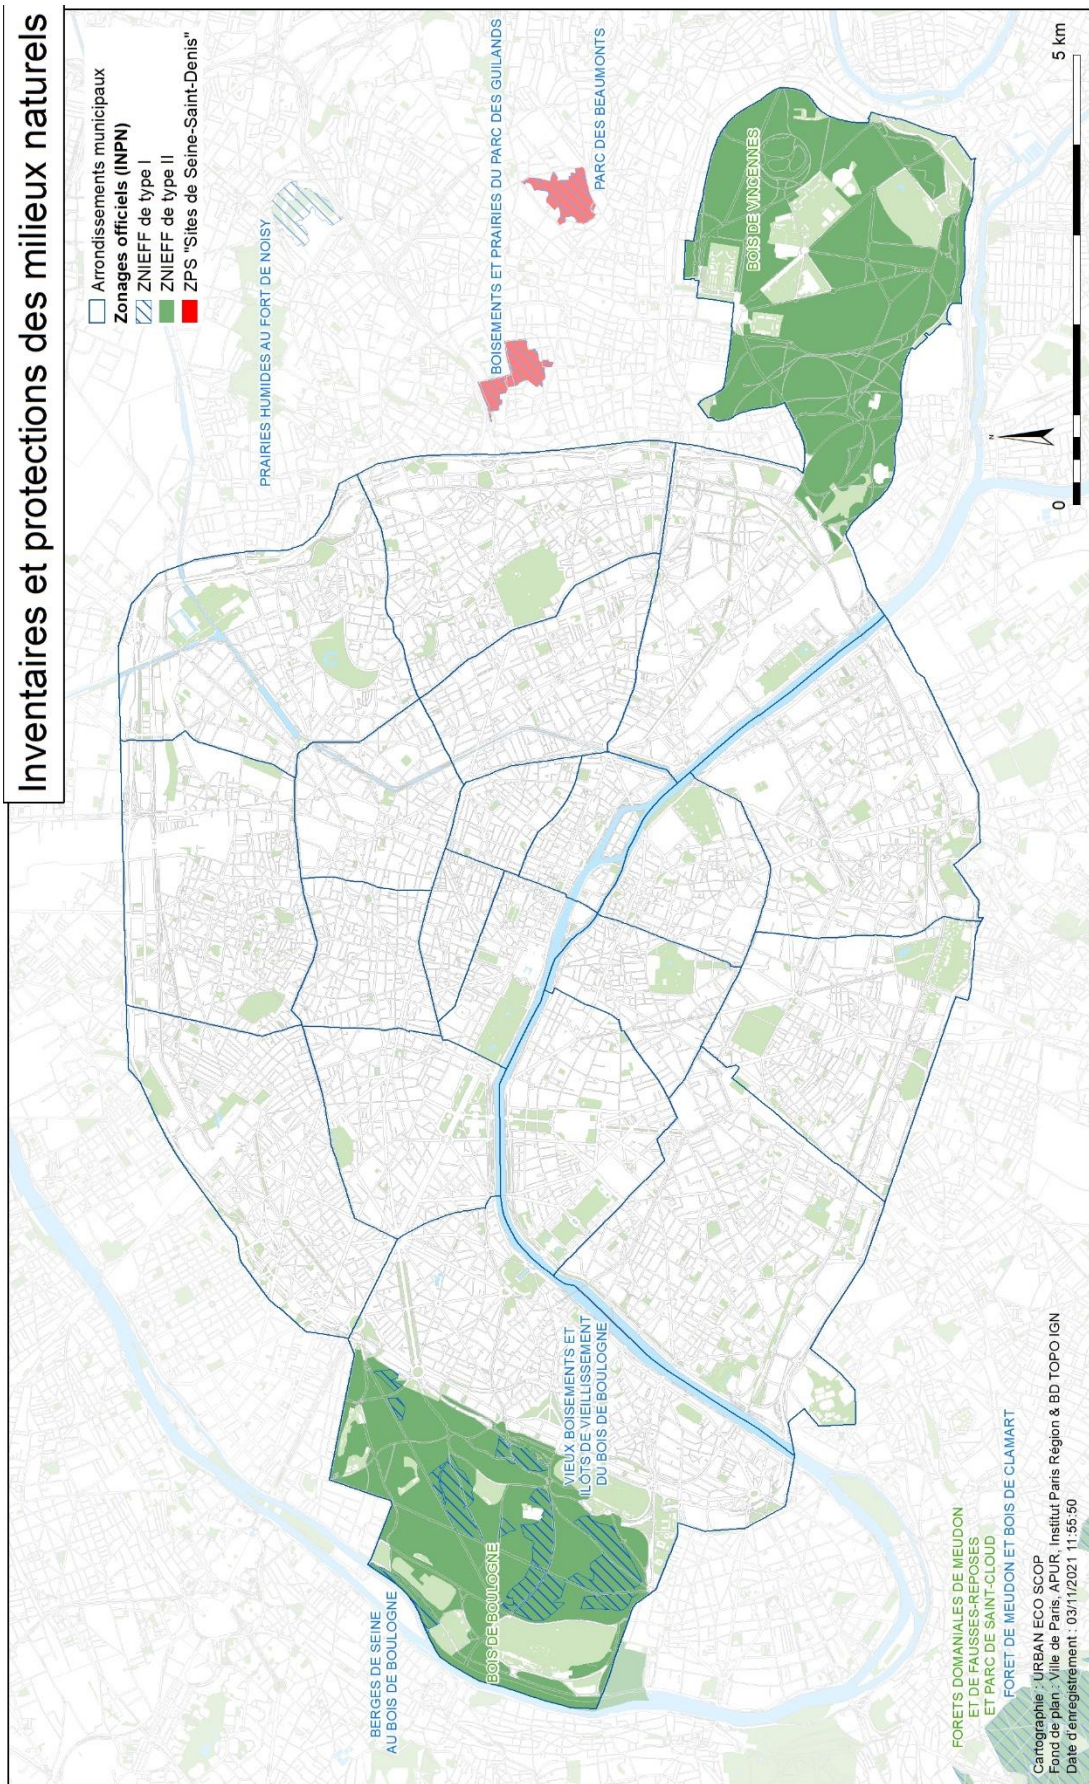 Inventaires et protections des milieux naturels
Arrondissements municipaux
Zonages officiels (INPN)
ZNIEFF de type I
ZNIEFF de type II
ZPS "Sites de Seine-Saint-Denis"
PRAIRIES HUMIDES AU FORT DE NOISY
BOISEMENTS ET PRAIRIES DU PARC DES GUILANDS
PARC DES BEAUMONTS
BOIS DE VINCENNES
BERGES DE SEINE
AU BOIS DE BOULOGNE
BOIS DE BOULOGNE
VIEUX BOISEMENTS ET
ILÔTS DE VIEILLISSEMENT
DU BOIS DE BOULOGNE
FORETS DOMANIALES DE MEUDON
ET DE FAUSSES-REPOSES
ET PARC DE SAINT-CLOUD
FORET DE MEUDON ET BOIS DE CLAMART
Cartographie : URBAN ECO SCOP
Fond de plan : Ville de Paris, APUR, Institut Paris Région & BD TOPO IGN
Date d'enregistrement : 03/11/2021 11:55:50
N
0
5 km